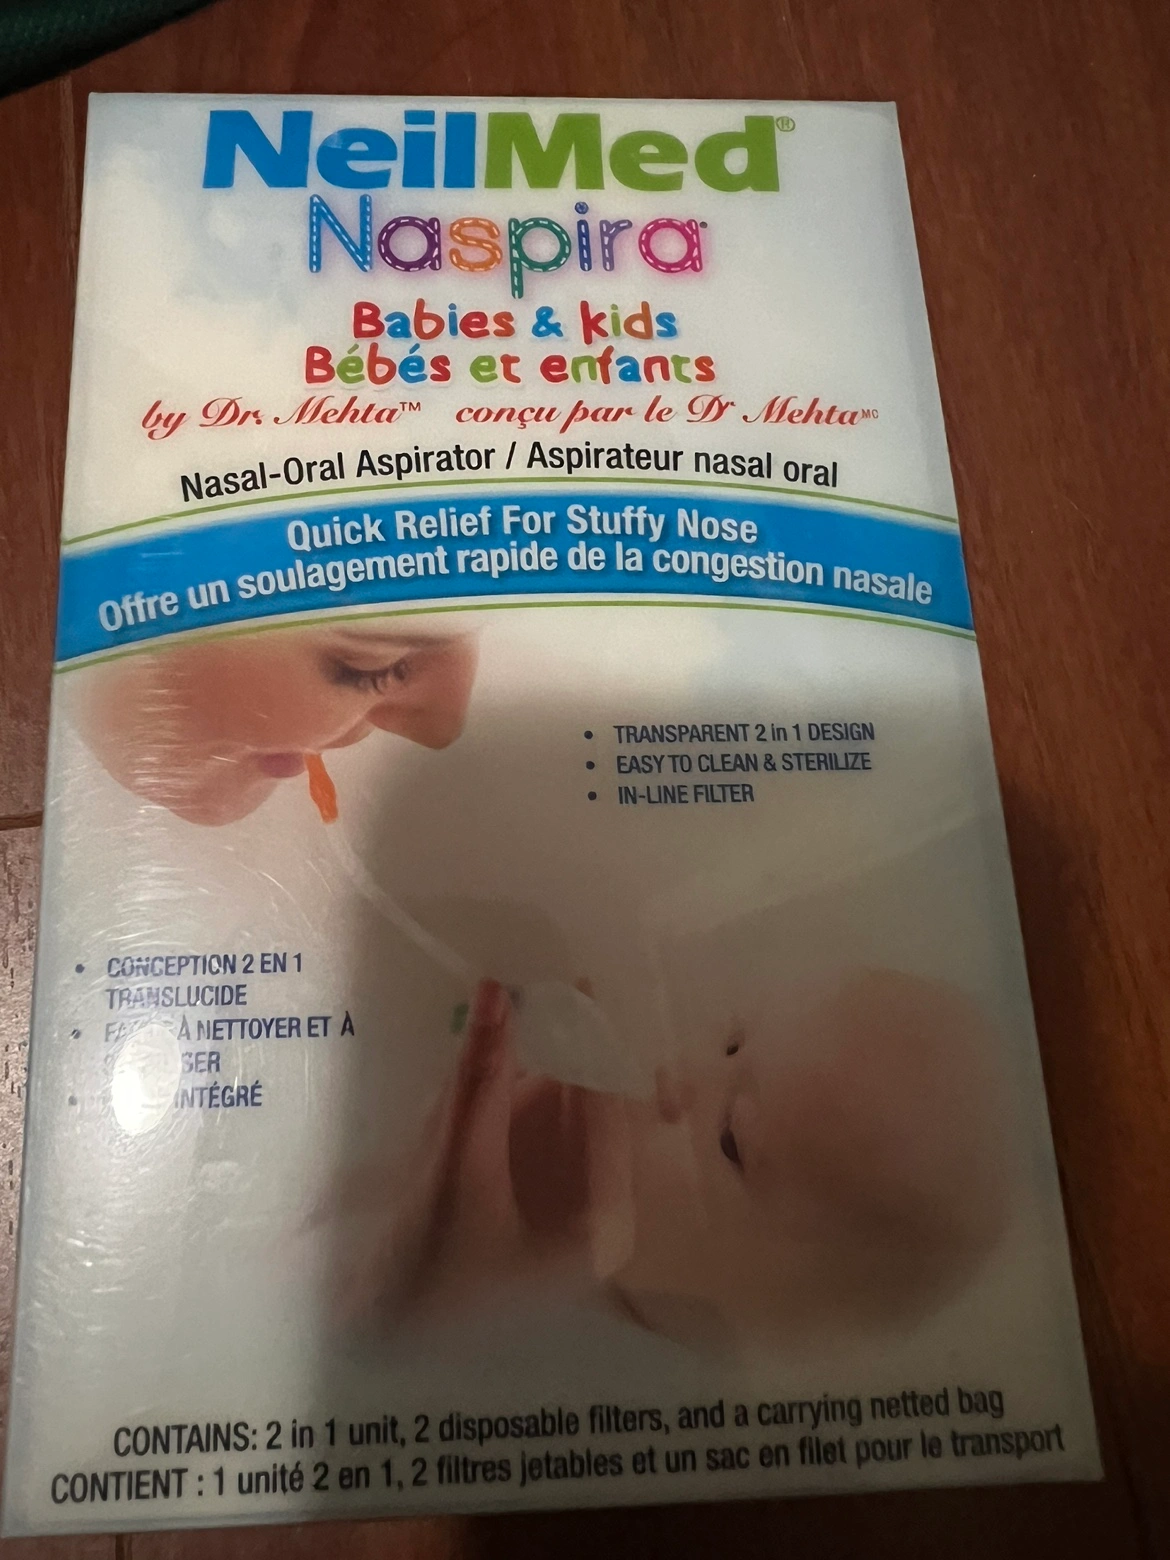 NeilMed®
Naspira
Babies & kids
Bébés et enfants
by Dr. Mehta™ conçu par le Dr Mehta MC
Nasal-Oral Aspirator / Aspirateur nasal oral
Quick Relief For Stuffy Nose
Offre un soulagement rapide de la congestion nasale
• TRANSPARENT 2 in 1 DESIGN
• EASY TO CLEAN & STERILIZE
• IN-LINE FILTER
• CONCEPTION 2 EN 1
TRANSLUCIDE
• À NETTOYER ET À
• INTÉGRÉ
CONTAINS: 2 in 1 unit, 2 disposable filters, and a carrying netted bag
CONTIENT : 1 unité 2 en 1, 2 filtres jetables et un sac en filet pour le transport